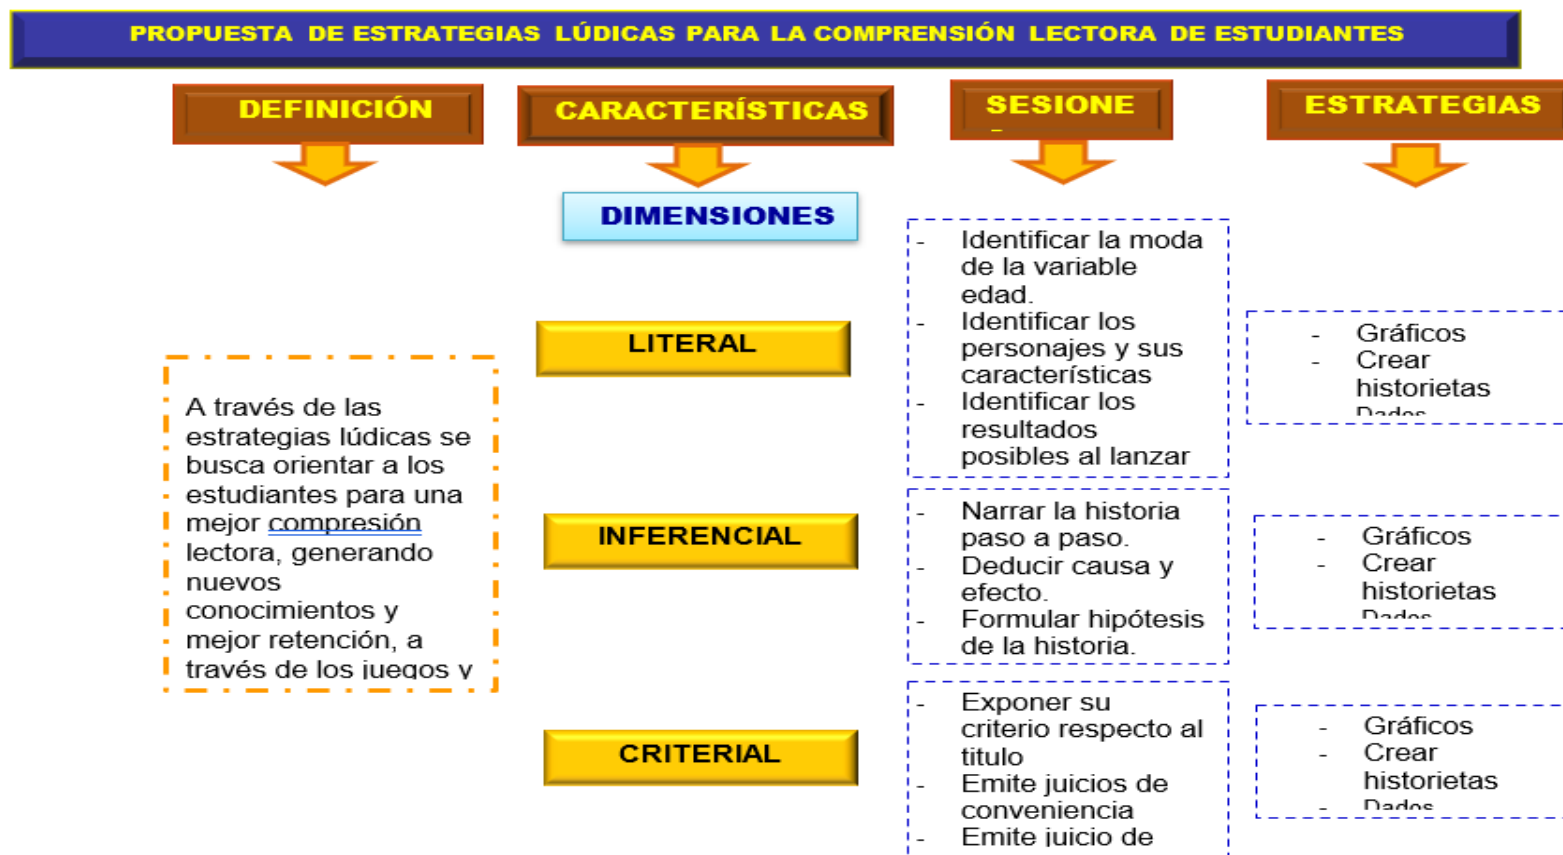 PROPUESTA DE ESTRATEGIAS LÚDICAS PARA LA COMPRENSIÓN LECTORA DE ESTUDIANTES
DEFINICIÓN
CARACTERÍSTICAS
SESIONE
ESTRATEGIAS
A través de las
estrategias lúdicas se
busca orientar a los
estudiantes para una
mejor compresión
lectora, generando
nuevos
conocimientos y
mejor retención, a
través de los juegos y
DIMENSIONES
LITERAL
INFERENCIAL
CRITERIAL
- Identificar la moda
de la variable
edad.
- Identificar los
personajes y sus
características
- Identificar los
resultados
posibles al lanzar
- Narrar la historia
paso a paso.
- Deducir causa y
efecto.
- Formular hipótesis
de la historia.
- Exponer su
criterio respecto al
titulo
- Emite juicios de
conveniencia
- Emite juicio de
- Gráficos
- Crear
historietas
Dados
- Gráficos
- Crear
historietas
Dados
- Gráficos
- Crear
historietas
- Dados